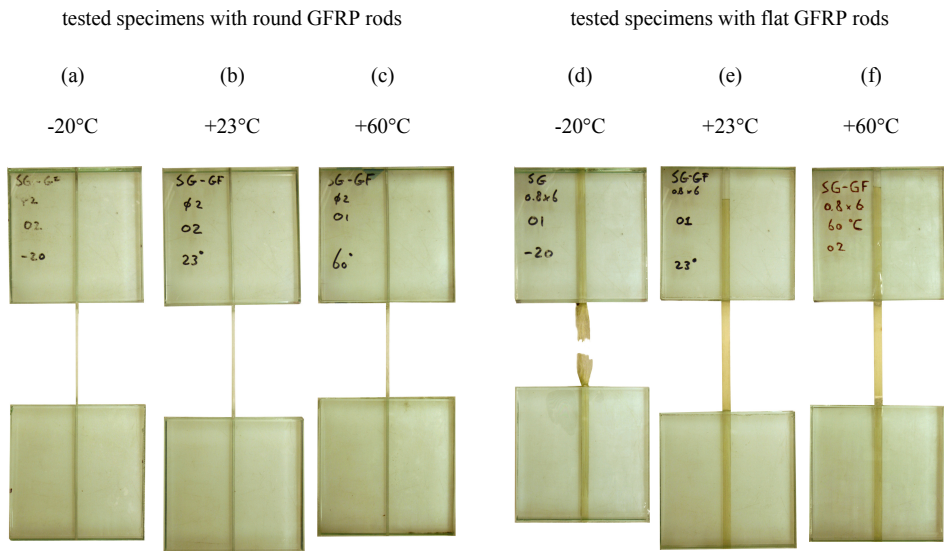 tested specimens with round GFRP rods
tested specimens with flat GFRP rods
(a)
(b)
(c)
(d)
(e)
(f)
-20°C
+23°C
+60°C
-20°C
+23°C
+60°C
SG-GF
φ2
02
-20
SG-GF
φ2
02
23°
SG-GF
φ2
01
60°
SG
0.8×6
01
-20
SG-GF
0.8×6
01
23°
SG-GF
0.8×6
60°C
02